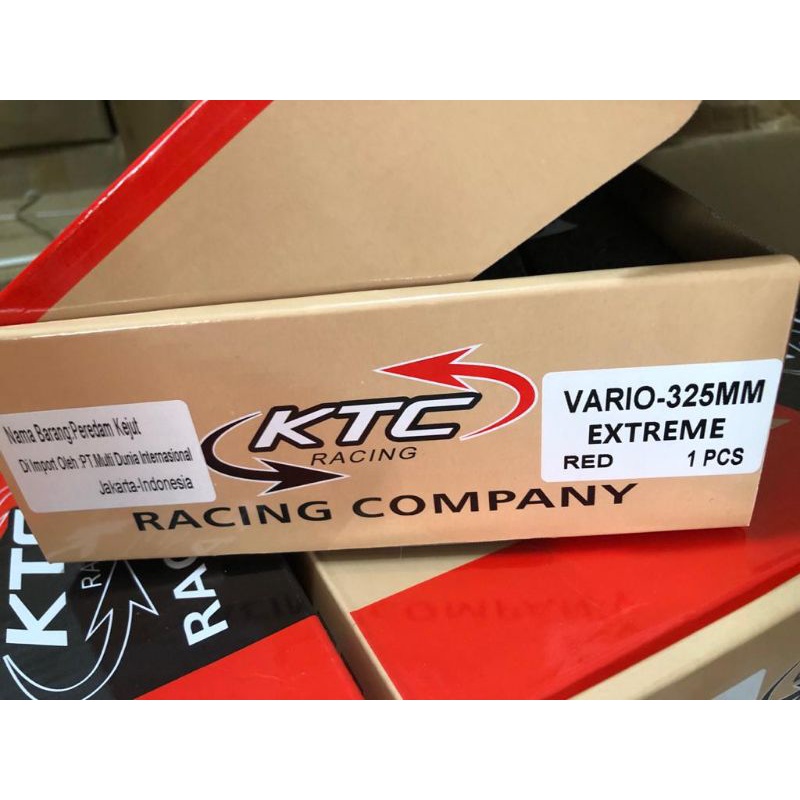 Nama Barang:Peredam Kejut
Di Import Oleh :PT.Multi Dunia Internasional
Jakarta-Indonesia
KTC
RACING
RACING COMPANY
VARIO-325MM
EXTREME
RED 1 PCS
KTC
RA
RAC